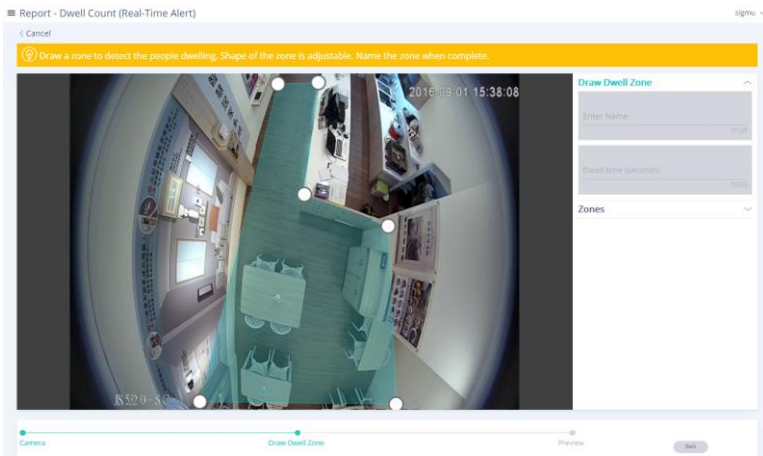 Report - Dwell Count (Real-Time Alert)
sigmu
Cancel
Draw a zone to detect the people dwelling. Shape of the zone is adjustable. Name the zone when complete.
2016-09-01 15:38:08
Draw Dwell Zone
Enter Name
Dwell time (seconds)
Zones
Camera
Draw Dwell Zone
Preview